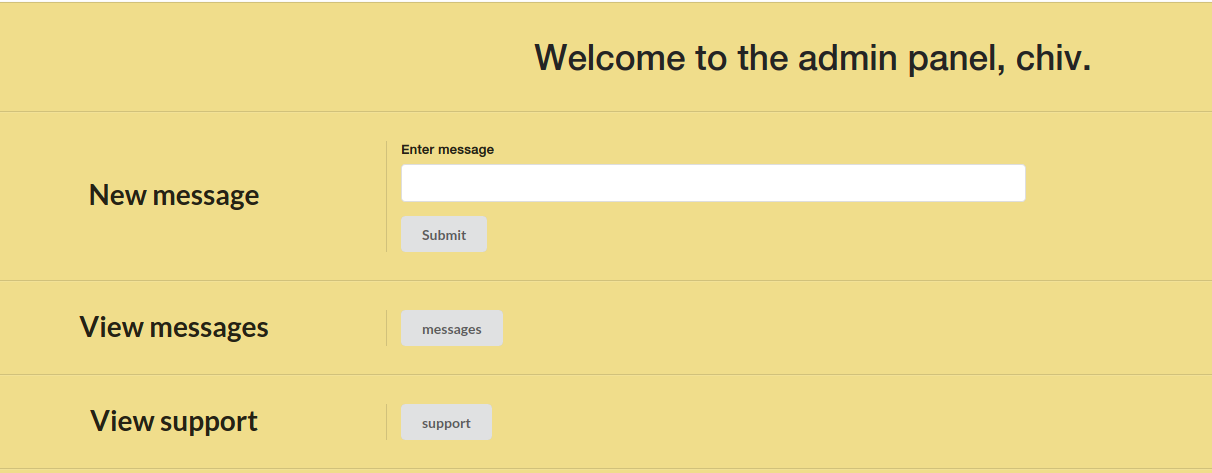 Welcome to the admin panel, chiv.
New message
Enter message
Submit
View messages
messages
View support
support